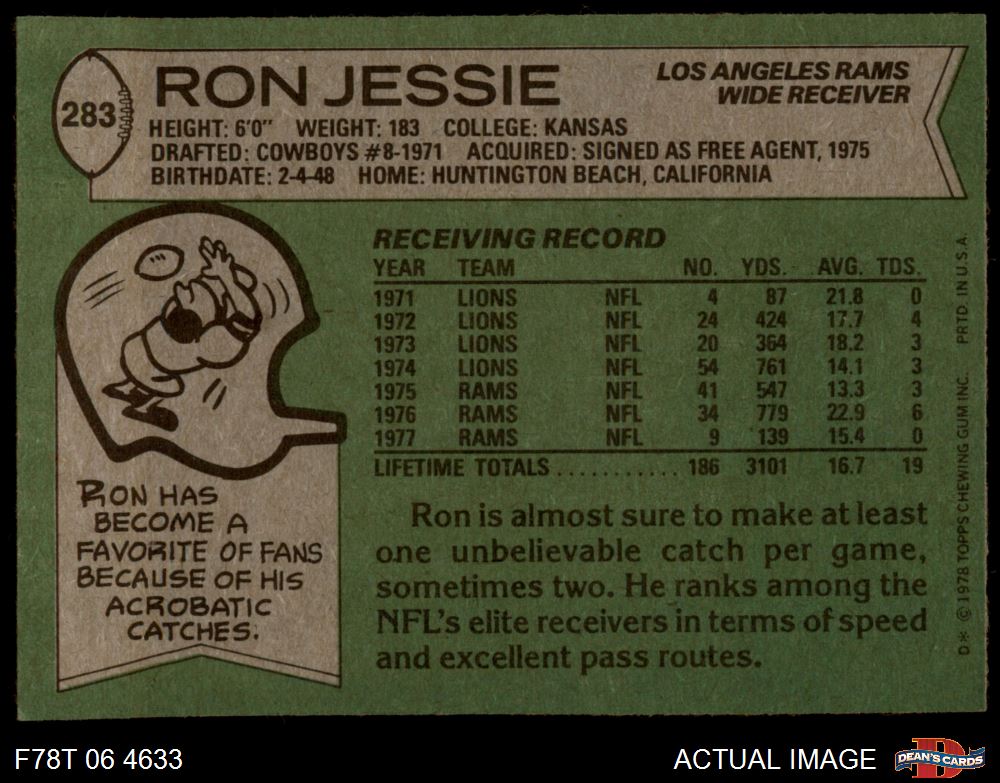 283
RON JESSIE
LOS ANGELES RAMS
WIDE RECEIVER
HEIGHT: 6'0" WEIGHT: 183 COLLEGE: KANSAS
DRAFTED: COWBOYS #8-1971 ACQUIRED: SIGNED AS FREE AGENT, 1975
BIRTHDATE: 2-4-48 HOME: HUNTINGTON BEACH, CALIFORNIA
RECEIVING RECORD
YEAR TEAM NO. YDS. AVG. TDS.
1971 LIONS NFL 4 87 21.8 0
1972 LIONS NFL 24 424 17.7 4
1973 LIONS NFL 20 364 18.2 3
1974 LIONS NFL 54 761 14.1 3
1975 RAMS NFL 41 547 13.3 3
1976 RAMS NFL 34 779 22.9 6
1977 RAMS NFL 9 139 15.4 0
LIFETIME TOTALS . . . . . . . . . . . 186 3101 16.7 19
RON HAS
BECOME A
FAVORITE OF FANS
BECAUSE OF HIS
ACROBATIC
CATCHES.
Ron is almost sure to make at least
one unbelievable catch per game,
sometimes two. He ranks among the
NFL's elite receivers in terms of speed
and excellent pass routes.
D* © 1978 TOPPS CHEWING GUM INC. PRTD. IN U.S.A
F78T 06 4633
ACTUAL IMAGE
D
DEAN'S CARDS